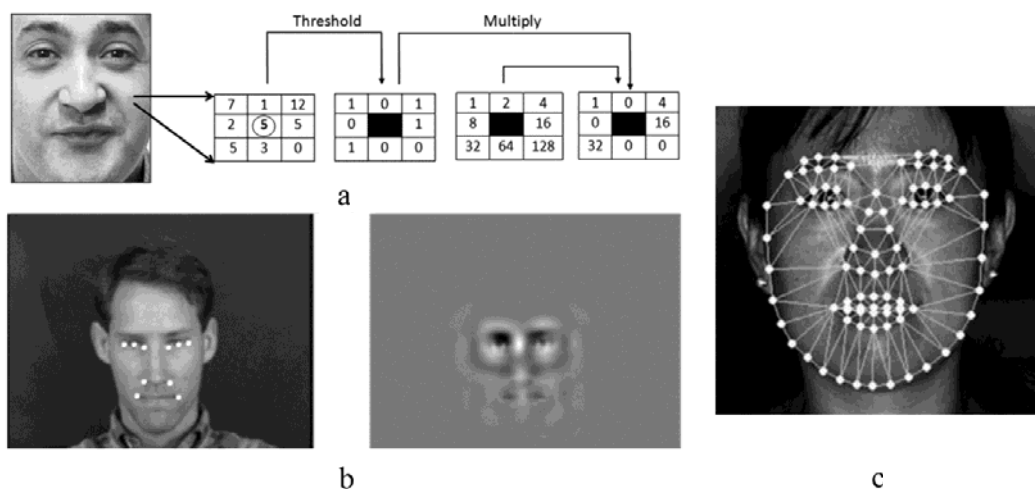 Threshold Multiply
7 1 12 1 0 1 1 2 4 1 0 4
2 5 5 0 1 8 16 0 16
5 3 0 1 0 0 32 64 128 32 0 0
a
b
c